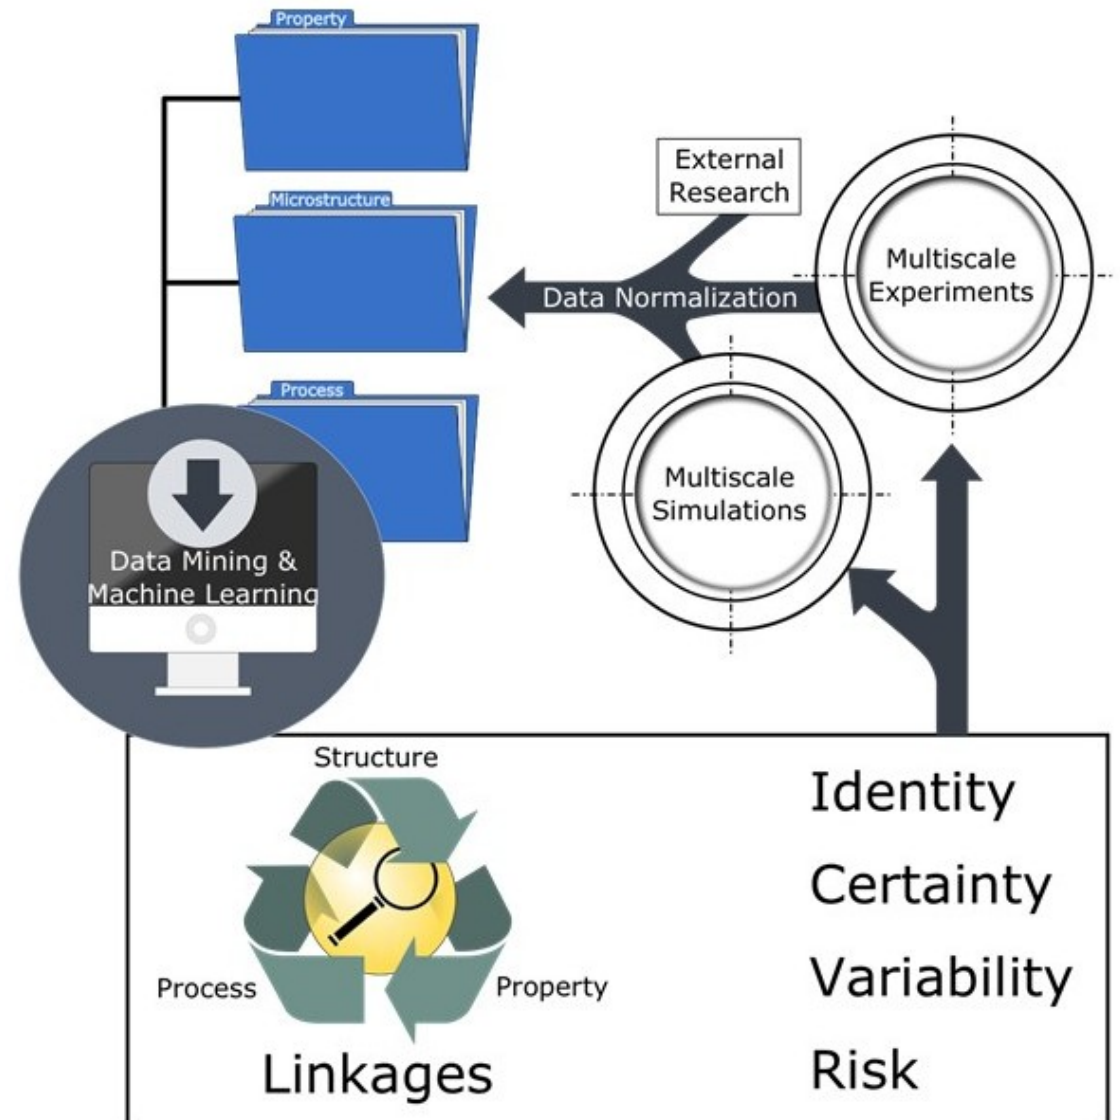 Property
Microstructure
Process
External
Research
Multiscale
Experiments
Data Normalization
Multiscale
Simulations
Data Mining &
Machine Learning
Structure
Process
Property
Linkages
Identity
Certainty
Variability
Risk